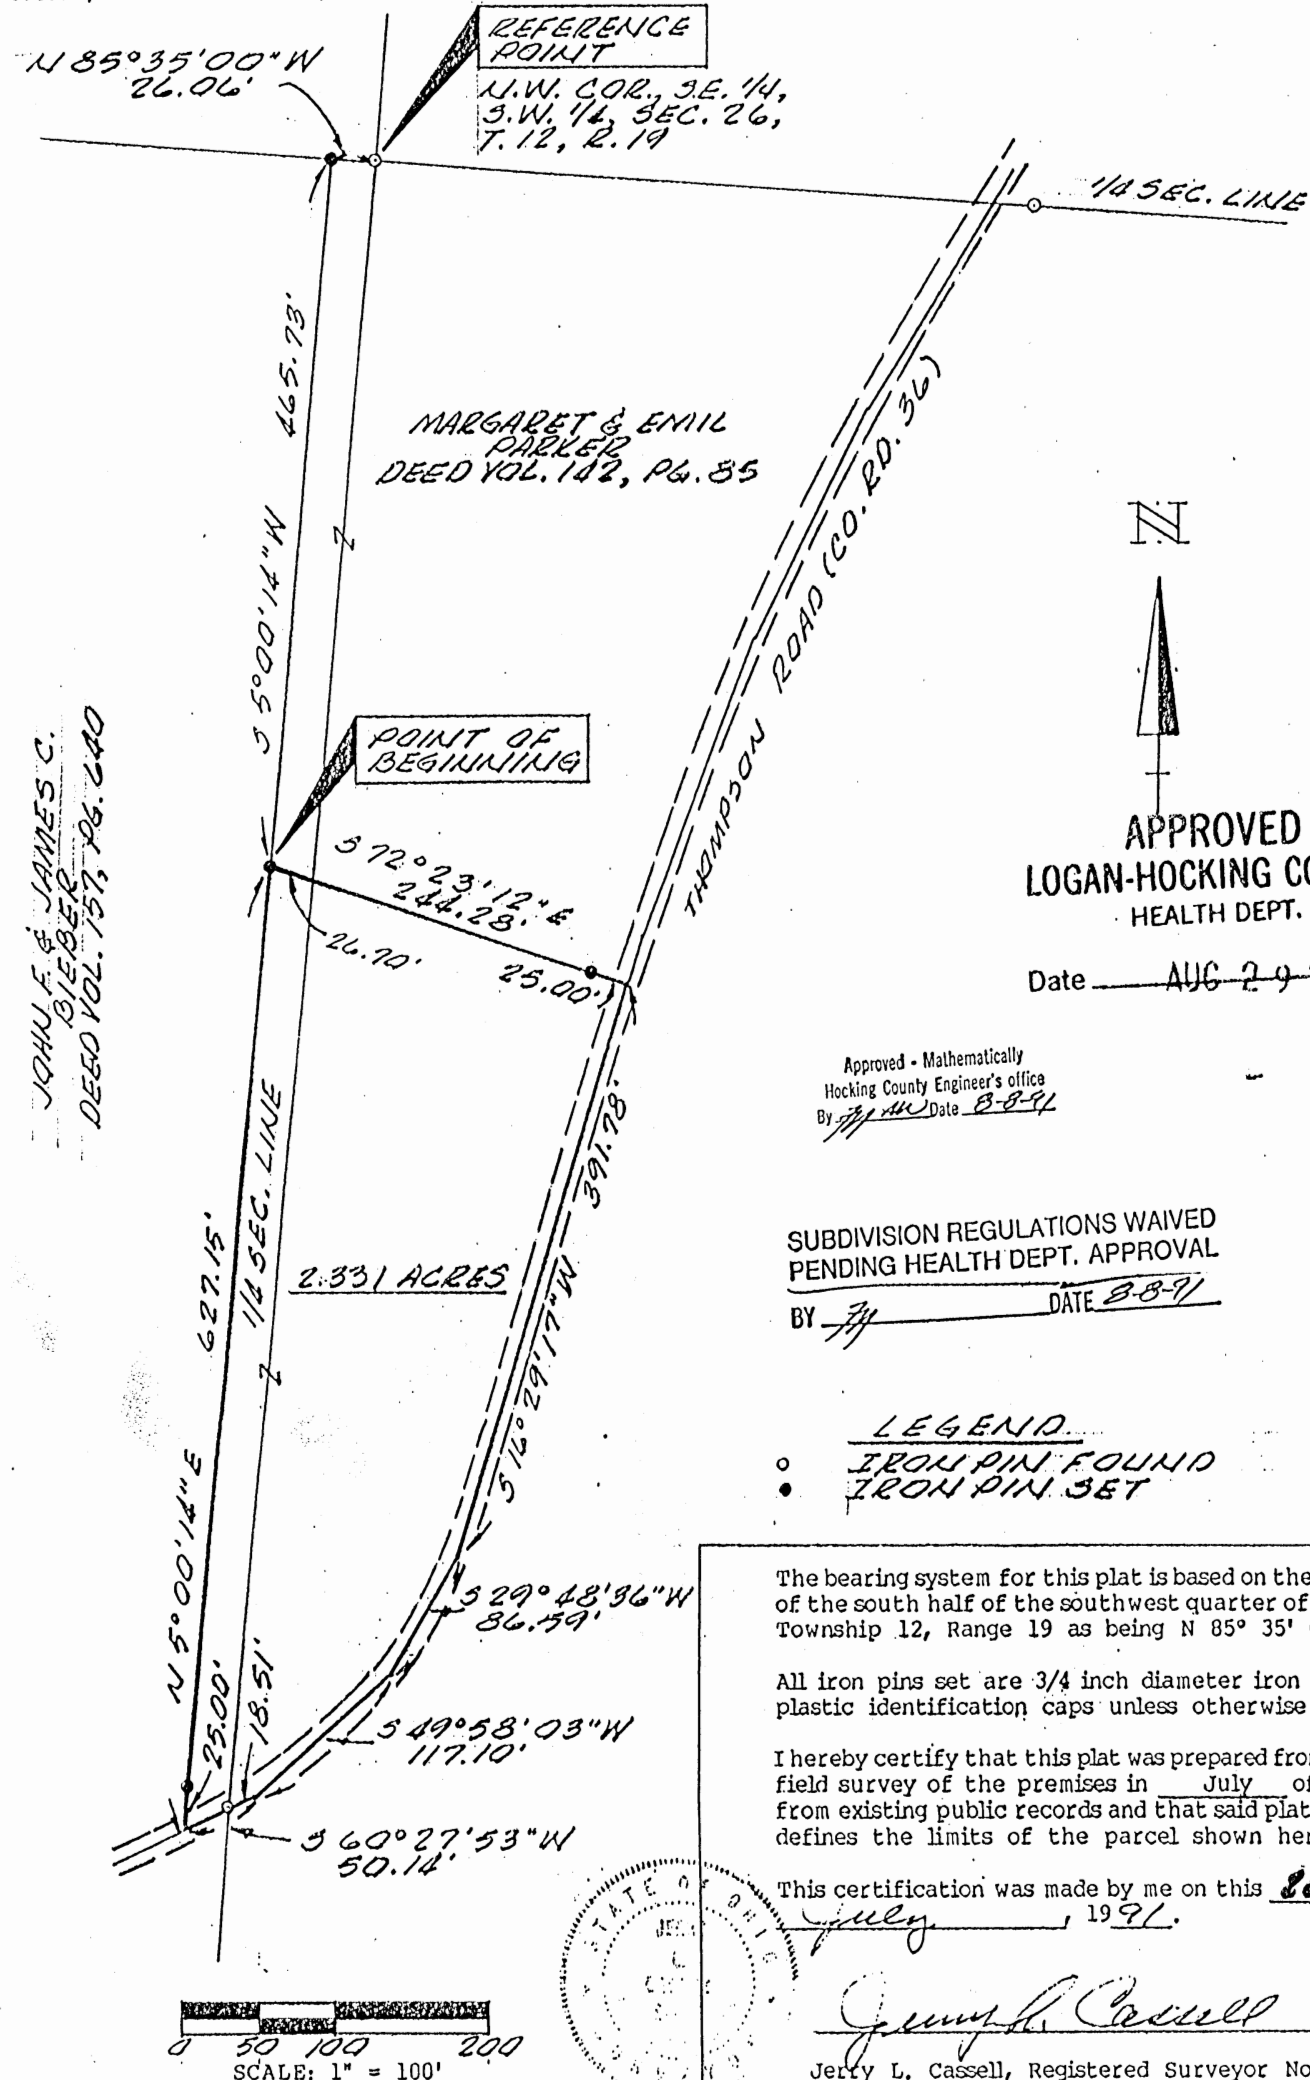 N 85°35'00" W
26.06'
REFERENCE
POINT
N.W. COR., S.E. 1/4,
S.W. 1/4, SEC. 26,
T. 12, R. 19
1/4 SEC. LINE
465.73'
S 5°00'14" W
MARGARET & EMIL
PARKER
DEED VOL. 142, PG. 85
THOMPSON ROAD (CO. RD. 36)
N
JOHN F. & JAMES C.
BIEBER
DEED VOL. 157, PG. 640
POINT OF
BEGINNING
S 72°23'12" E
244.28'
26.70'
25.00'
APPROVED
LOGAN-HOCKING CO
HEALTH DEPT.
Date AUG 29
Approved - Mathematically
Hocking County Engineer's office
By Date 8-8-91
391.78'
S 16°29'17" W
SUBDIVISION REGULATIONS WAIVED
PENDING HEALTH DEPT. APPROVAL
BY DATE 8-8-91
627.15'
1/4 SEC. LINE
2.331 ACRES
N 5°00'14" E
25.00'
18.51'
LEGEND
IRON PIN FOUND
IRON PIN SET
S 29°48'36" W
86.59'
S 49°58'03" W
117.10'
S 60°27'53" W
50.14'
The bearing system for this plat is based on the
of the south half of the southwest quarter of
Township 12, Range 19 as being N 85° 35'
All iron pins set are 3/4 inch diameter iron
plastic identification caps unless otherwise
I hereby certify that this plat was prepared from
field survey of the premises in July of
from existing public records and that said plat
defines the limits of the parcel shown
This certification was made by me on this
July, 1991.
STATE OF OHIO
Jerry L. Cassell
Jerry L. Cassell, Registered Surveyor No
0 50 100 200
SCALE: 1" = 100'